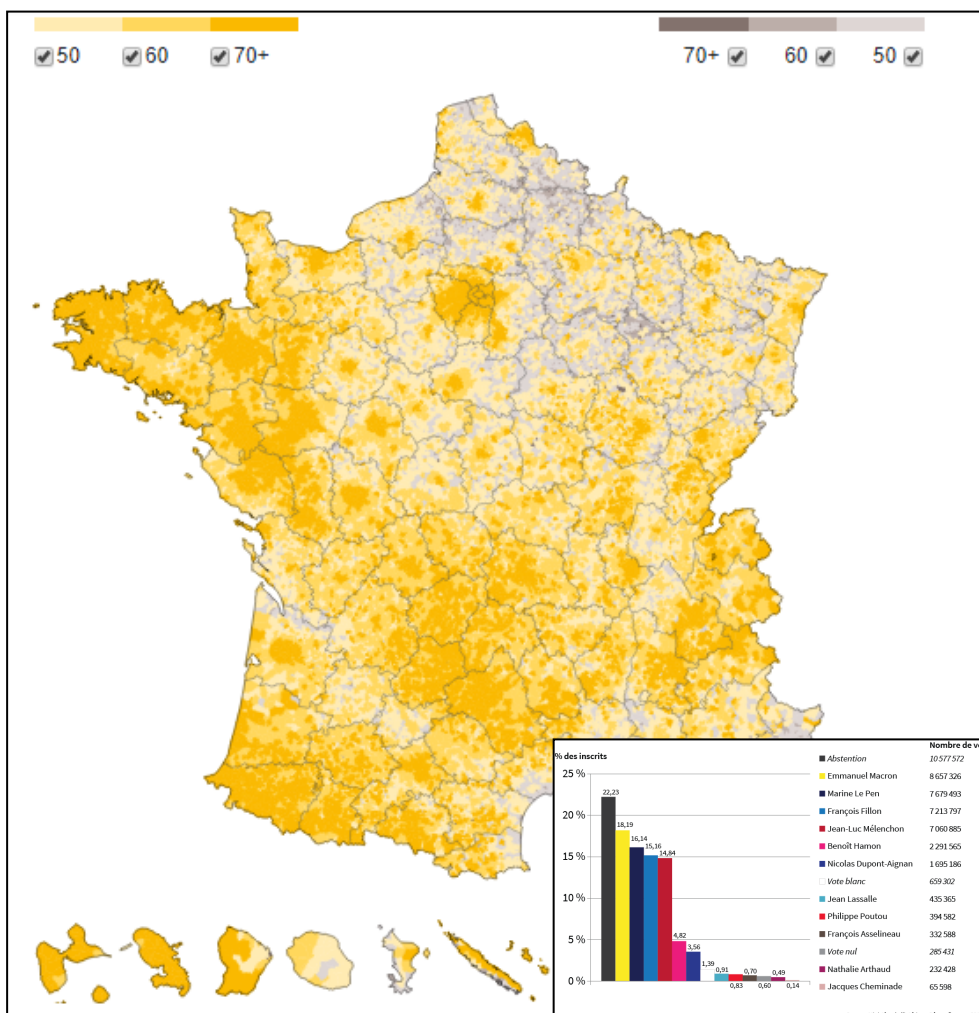 50 60 70+ 70+ 60 50
% des inscrits
Nombre de v
25 %
20 %
15 %
10 %
5 %
0 %
22,23
18,19
16,14
15,16
14,84
4,82
3,56
1,39
0,91
0,83
0,70
0,60
0,49
0,14
Abstention 10 577 572
Emmanuel Macron 8 657 326
Marine Le Pen 7 679 493
François Fillon 7 213 797
Jean-Luc Mélenchon 7 060 885
Benoît Hamon 2 291 565
Nicolas Dupont-Aignan 1 695 186
Vote blanc 659 302
Jean Lassalle 435 365
Philippe Poutou 394 582
François Asselineau 332 588
Vote nul 285 431
Nathalie Arthaud 232 428
Jacques Cheminade 65 598